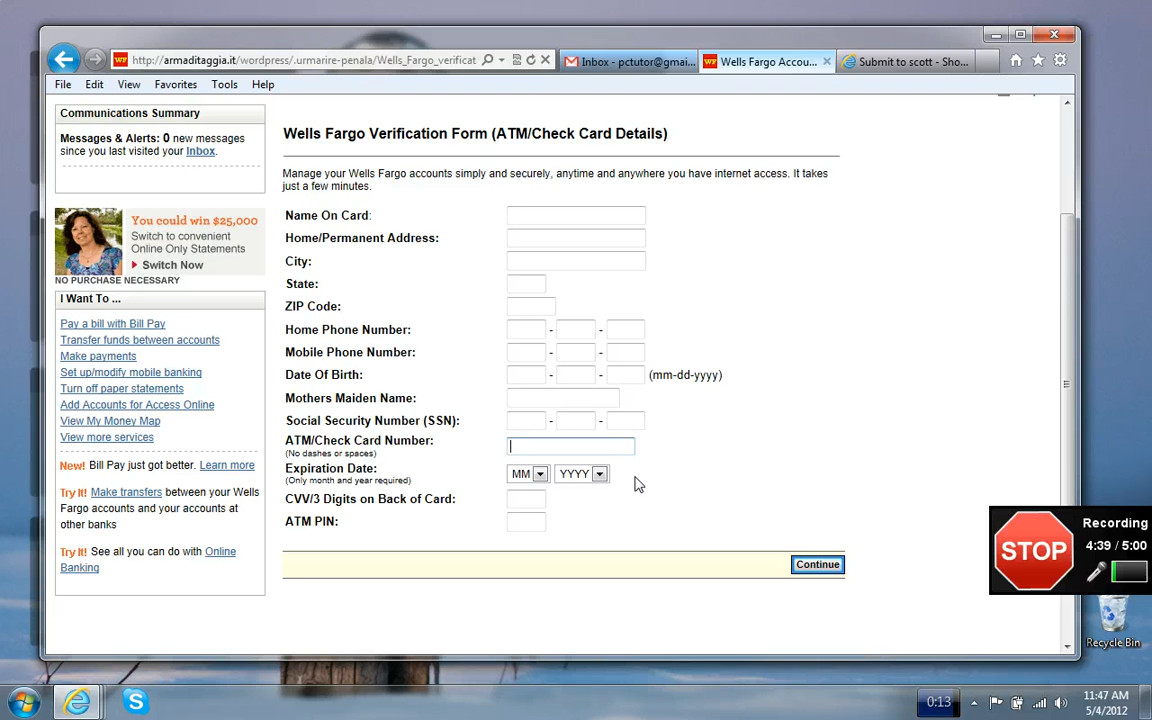 http://armaditaggia.it/wordpress/.urmarire-penala/Wells_Fargo_verificat
Inbox - pctutor@gmai...
Wells Fargo Accou...
Submit to scott - Sho...
File Edit View Favorites Tools Help
Communications Summary
Messages & Alerts: 0 new messages
since you last visited your Inbox.
You could win $25,000
Switch to convenient
Online Only Statements
Switch Now
NO PURCHASE NECESSARY
I Want To ...
Pay a bill with Bill Pay
Transfer funds between accounts
Make payments
Set up/modify mobile banking
Turn off paper statements
Add Accounts for Access Online
View My Money Map
View more services
New! Bill Pay just got better. Learn more
Try It! Make transfers between your Wells
Fargo accounts and your accounts at
other banks
Try It! See all you can do with Online
Banking
Wells Fargo Verification Form (ATM/Check Card Details)
Manage your Wells Fargo accounts simply and securely, anytime and anywhere you have internet access. It takes
just a few minutes.
Name On Card:
Home/Permanent Address:
City:
State:
ZIP Code:
Home Phone Number: - -
Mobile Phone Number: - -
Date Of Birth: - - (mm-dd-yyyy)
Mothers Maiden Name:
Social Security Number (SSN): - -
ATM/Check Card Number:
(No dashes or spaces)
Expiration Date: MM YYYY
(Only month and year required)
CVV/3 Digits on Back of Card:
ATM PIN:
Continue
Recording
STOP
4:39 / 5:00
Recycle Bin
0:13
11:47 AM
5/4/2012